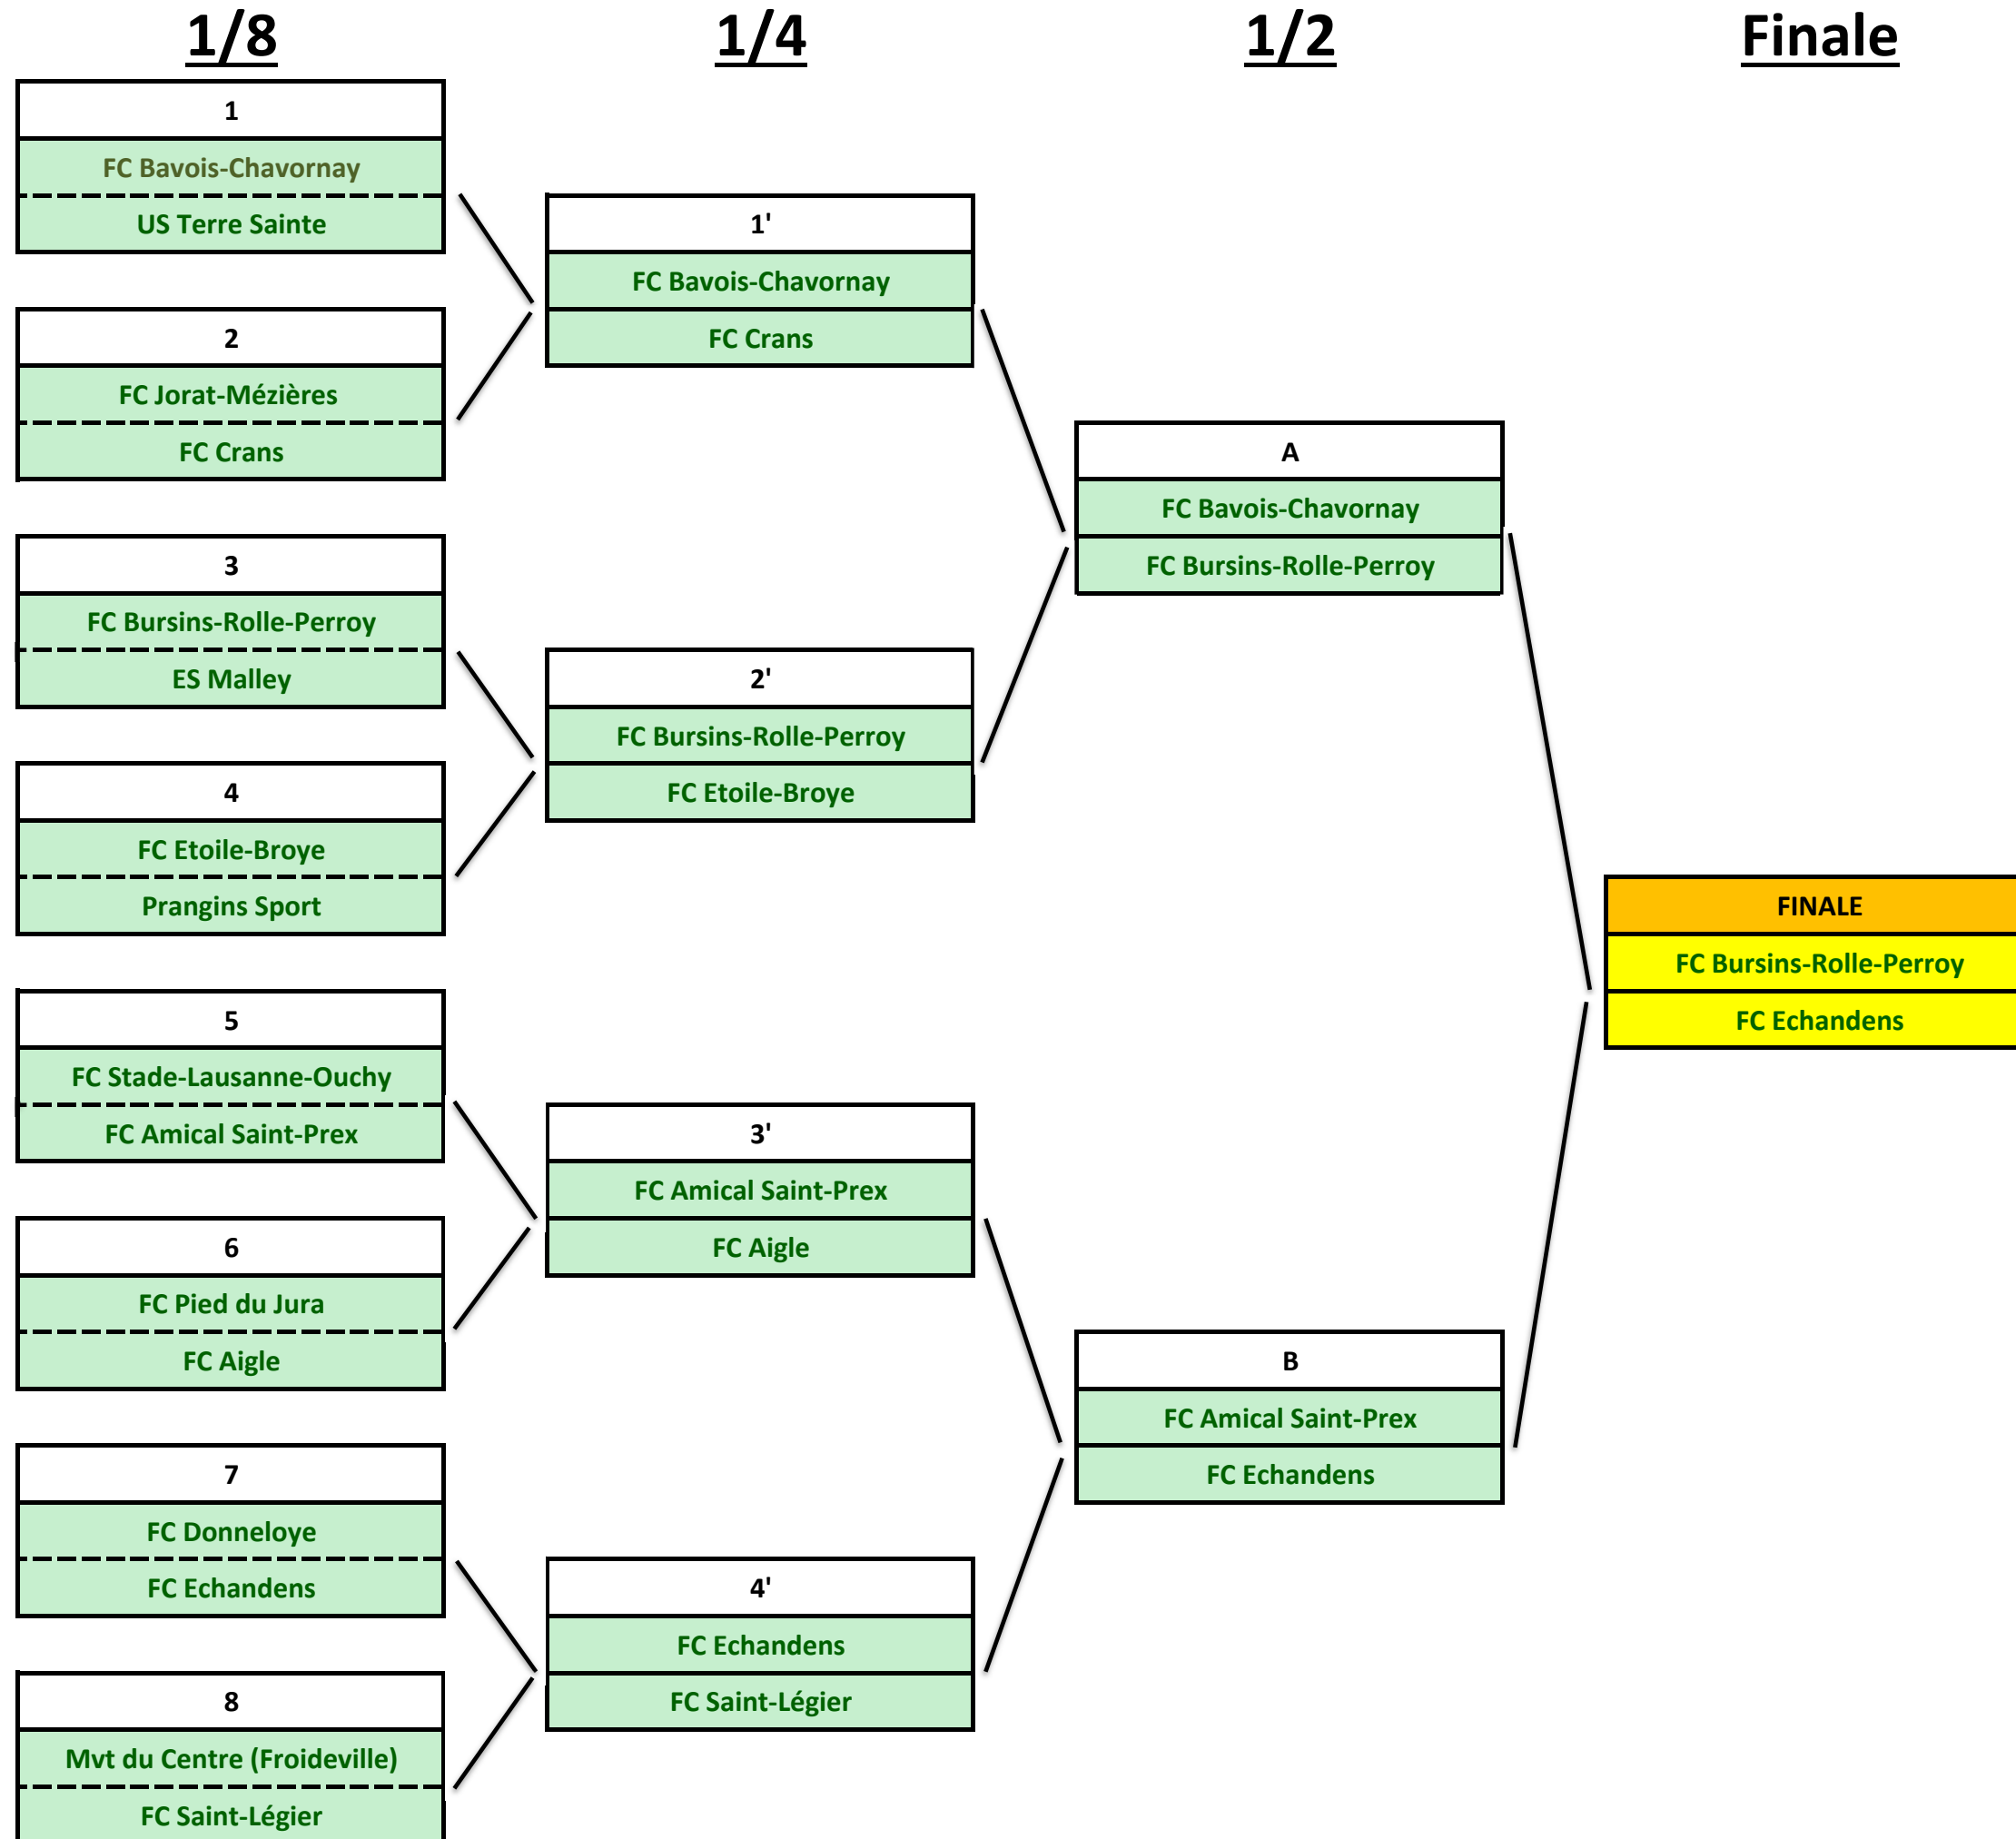 1/8
1/4
1/2
Finale
1
FC Bavois-Chavornay
US Terre Sainte
2
FC Jorat-Mézières
FC Crans
3
FC Bursins-Rolle-Perroy
ES Malley
4
FC Etoile-Broye
Prangins Sport
5
FC Stade-Lausanne-Ouchy
FC Amical Saint-Prex
6
FC Pied du Jura
FC Aigle
7
FC Donneloye
FC Echandens
8
Mvt du Centre (Froideville)
FC Saint-Légier
1'
FC Bavois-Chavornay
FC Crans
2'
FC Bursins-Rolle-Perroy
FC Etoile-Broye
3'
FC Amical Saint-Prex
FC Aigle
4'
FC Echandens
FC Saint-Légier
A
FC Bavois-Chavornay
FC Bursins-Rolle-Perroy
B
FC Amical Saint-Prex
FC Echandens
FINALE
FC Bursins-Rolle-Perroy
FC Echandens